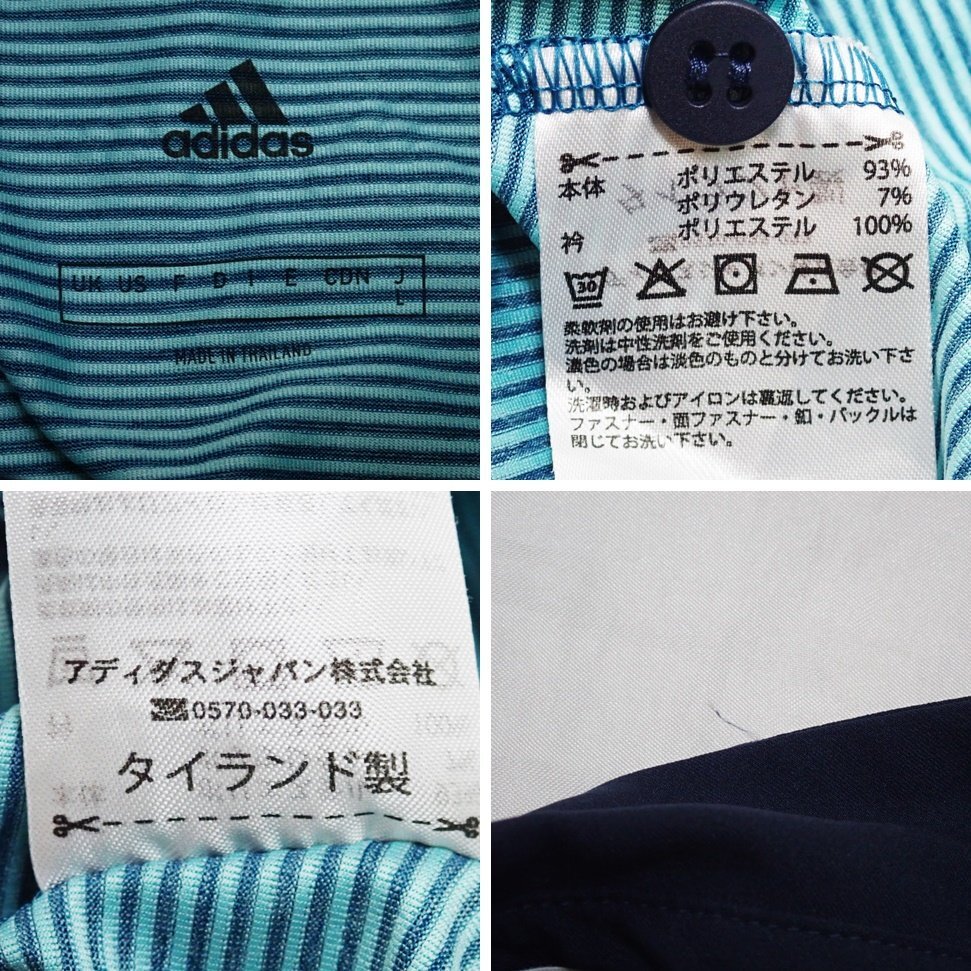 adidas
UK US F D I E CDN J
L
MADE IN THAILAND
本体 ポリエステル 93%
ポリウレタン 7%
衿 ポリエステル 100%
30
柔軟剤の使用はお避け下さい。
洗剤は中性洗剤をご使用ください。
濃色の場合は淡色のものと分けてお洗い下さ
い。
洗濯時およびアイロンは裏返してください。
ファスナー・面ファスナー・釦・バックルは
閉じてお洗い下さい。
アディダスジャパン株式会社
0570-033-033
タイランド製